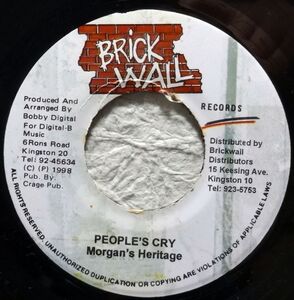 BRICK
WALL
RECORDS
Produced And
Arranged By
Bobby Digital
For Digital-B
Music
6Rons Road
Kingston 20
Tel: 92-45634
(C) (P) 1998
Pub. By:
Crage Pub.
Distributed by
Brickwall
Distributors
15 Keesing Ave.
Kingston 10
Tel: 923-5753
PEOPLE'S CRY
Morgan's Heritage
ALL RIGHTS RESERVED. UNAUTHORIZED DUPLICATION OR COPYING ARE VIOLATIONS OF APPLICABLE LAWS